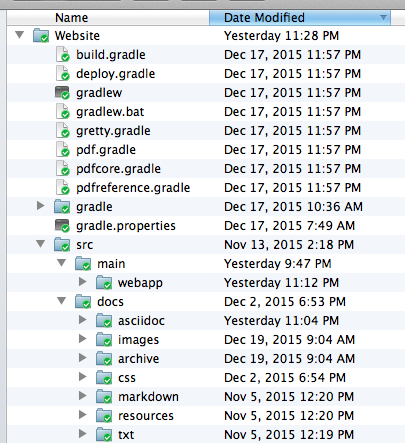 Name Date Modified
Website Yesterday 11:28 PM
build.gradle Dec 17, 2015 11:57 PM
deploy.gradle Dec 17, 2015 11:57 PM
gradlew Dec 17, 2015 11:57 PM
gradlew.bat Dec 17, 2015 11:57 PM
gretty.gradle Dec 17, 2015 11:57 PM
pdf.gradle Dec 17, 2015 11:57 PM
pdfcore.gradle Dec 17, 2015 11:57 PM
pdfreference.gradle Dec 17, 2015 11:57 PM
gradle Dec 17, 2015 10:36 AM
gradle.properties Dec 17, 2015 7:49 AM
src Nov 13, 2015 2:18 PM
main Yesterday 9:47 PM
webapp Yesterday 11:12 PM
docs Dec 2, 2015 6:53 PM
asciidoc Yesterday 11:04 PM
images Dec 19, 2015 9:04 AM
archive Dec 19, 2015 9:04 AM
css Dec 2, 2015 6:54 PM
markdown Nov 5, 2015 12:20 PM
resources Nov 5, 2015 12:20 PM
txt Nov 5, 2015 12:19 PM